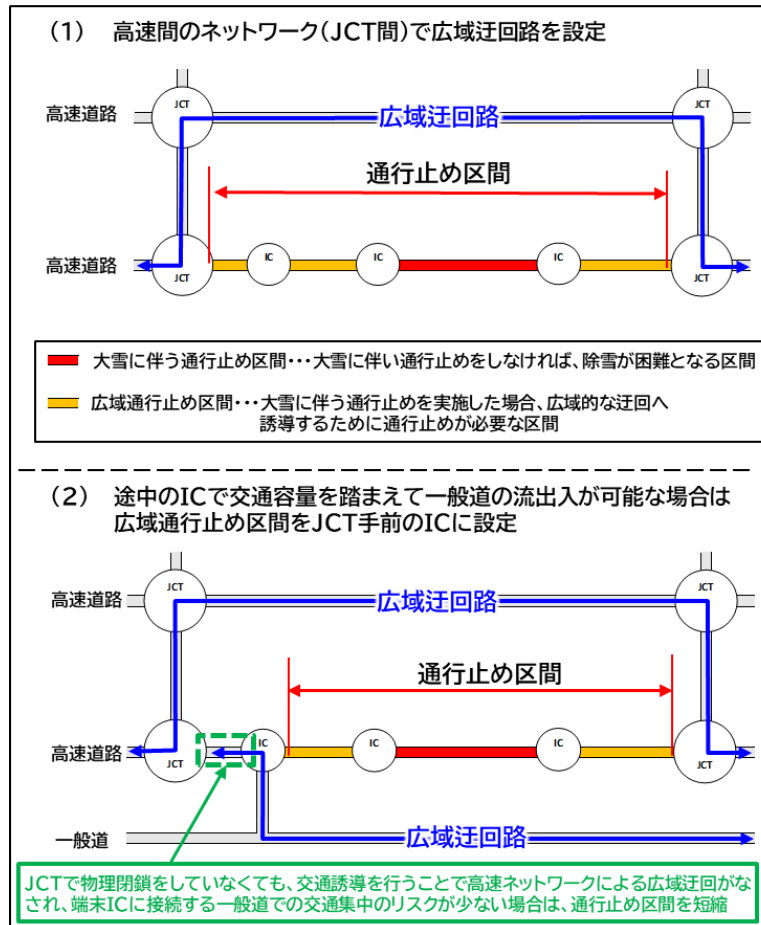 (1) 高速間のネットワーク(JCT間)で広域迂回路を設定
JCT
JCT
高速道路
広域迂回路
通行止め区間
高速道路
JCT
IC
IC
IC
JCT
大雪に伴う通行止め区間・・・大雪に伴い通行止めをしなければ、除雪が困難となる区間
広域通行止め区間・・・大雪に伴う通行止めを実施した場合、広域的な迂回へ
誘導するために通行止めが必要な区間
(2) 途中のICで交通容量を踏まえて一般道の流出入が可能な場合は
広域通行止め区間をJCT手前のICに設定
JCT
JCT
高速道路
広域迂回路
通行止め区間
高速道路
JCT
IC
IC
IC
JCT
一般道
広域迂回路
JCTで物理閉鎖をしていなくても、交通誘導を行うことで高速ネットワークによる広域迂回がな
され、端末ICに接続する一般道での交通集中のリスクが少ない場合は、通行止め区間を短縮